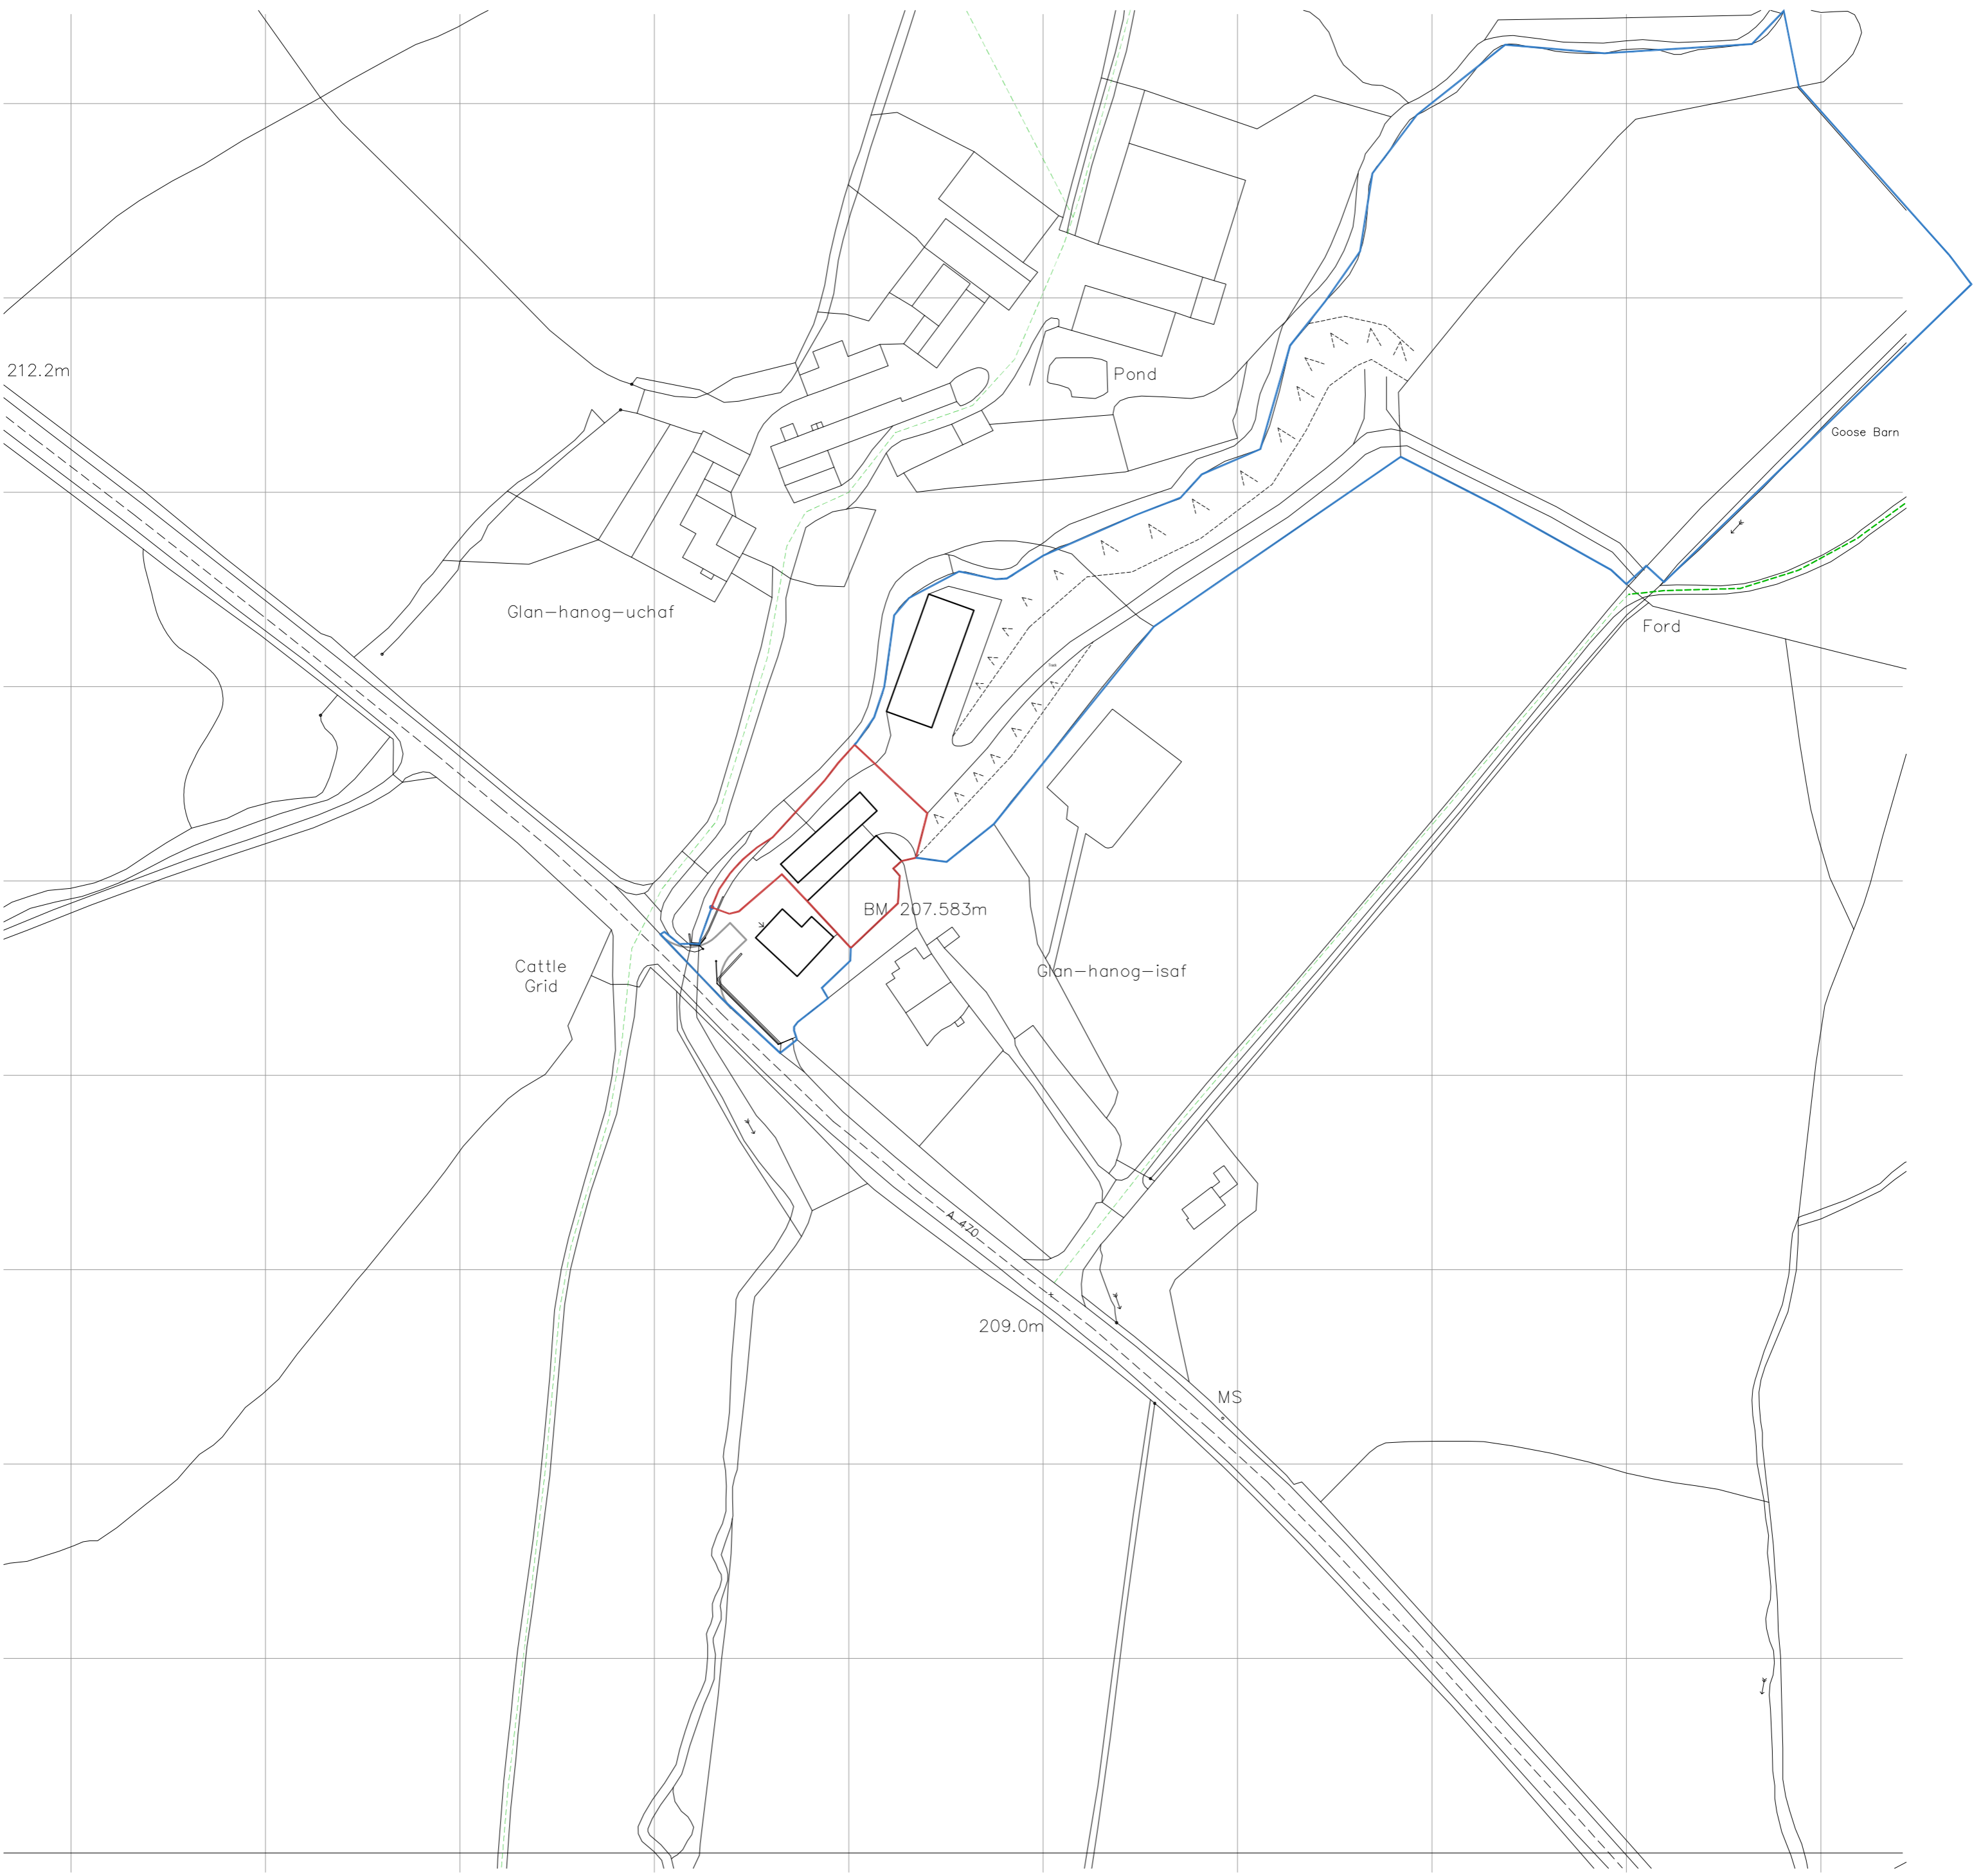 212.2m
Pond
Goose Barn
Glan-hanog-uchaf
Ford
BM 207.583m
Cattle
Grid
Glan-hanog-isaf
A 470
209.0m
MS